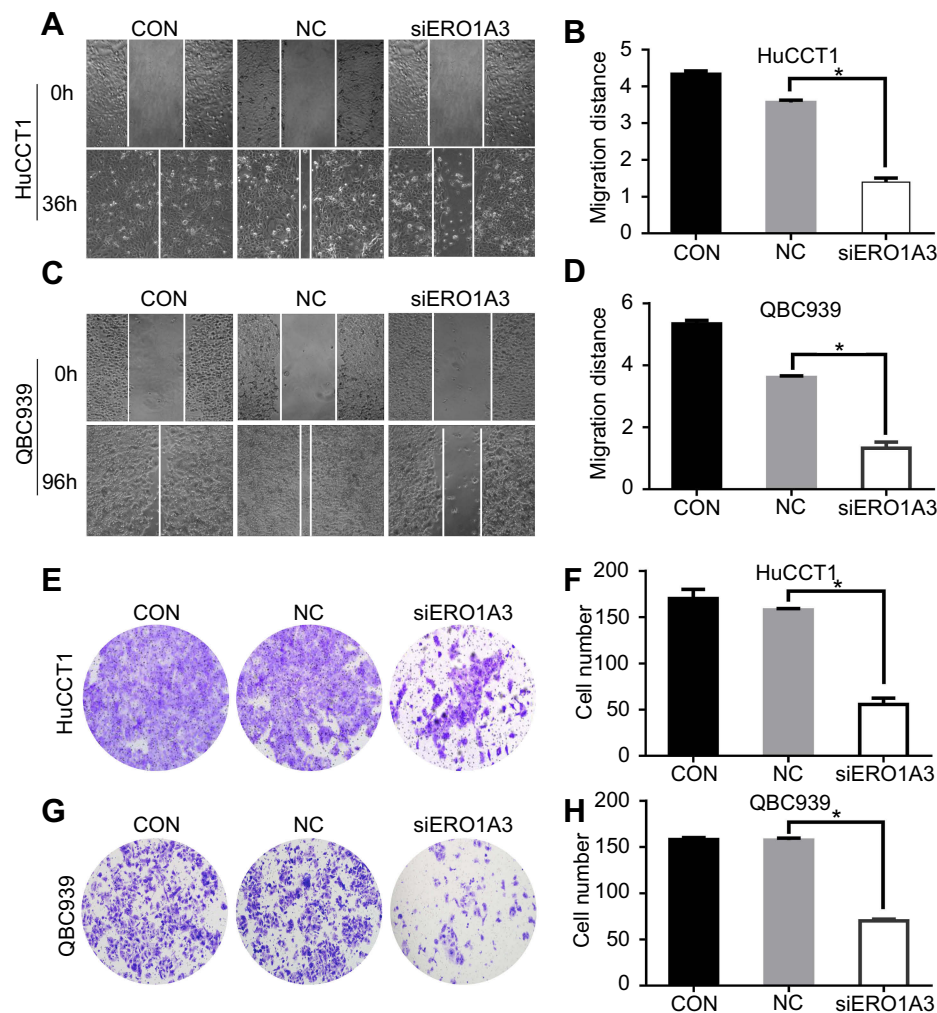 A
CON
NC
siERO1A3
HuCCT1
0h
36h
B
HuCCT1
*
Migration distance
5
4
3
2
1
0
CON
NC
siERO1A3
C
CON
NC
siERO1A3
QBC939
0h
96h
D
QBC939
*
Migration distance
6
4
2
0
CON
NC
siERO1A3
E
CON
NC
siERO1A3
HuCCT1
F
HuCCT1
*
Cell number
200
150
100
50
0
CON
NC
siERO1A3
G
CON
NC
siERO1A3
QBC939
H
QBC939
*
Cell number
200
150
100
50
0
CON
NC
siERO1A3